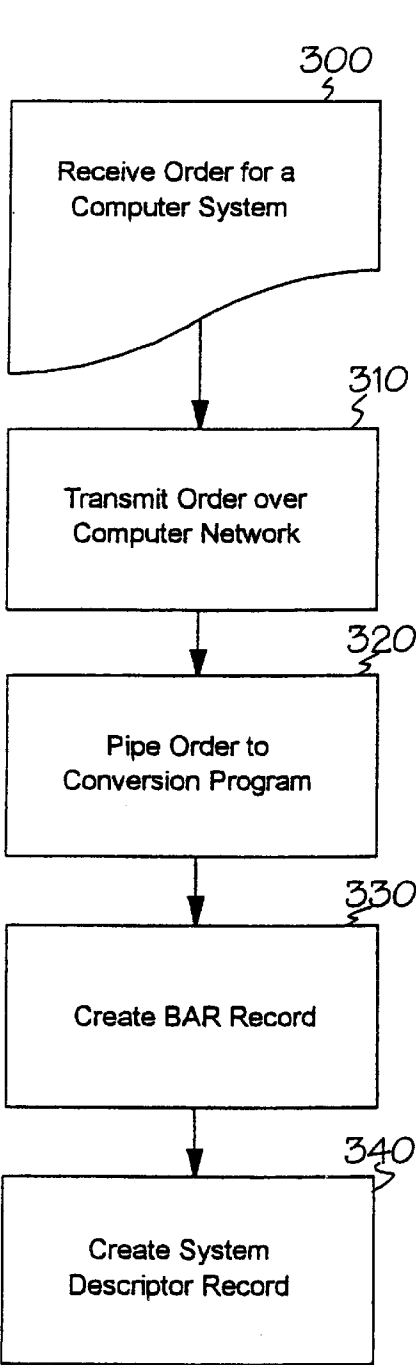 300
Receive Order for a
Computer System
310
Transmit Order over
Computer Network
320
Pipe Order to
Conversion Program
330
Create BAR Record
340
Create System
Descriptor Record